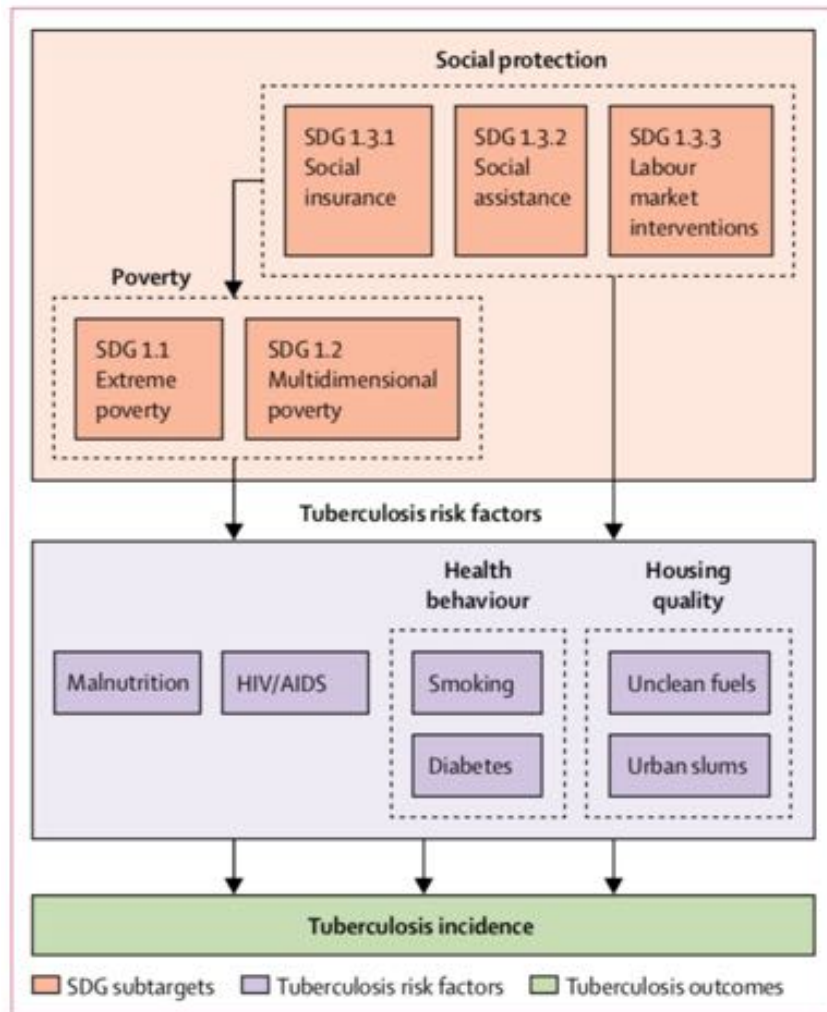 Social protection
SDG 1.3.1
Social
insurance
SDG 1.3.2
Social
assistance
SDG 1.3.3
Labour
market
interventions
Poverty
SDG 1.1
Extreme
poverty
SDG 1.2
Multidimensional
poverty
Tuberculosis risk factors
Malnutrition
HIV/AIDS
Health
behaviour
Smoking
Diabetes
Housing
quality
Unclean fuels
Urban slums
Tuberculosis incidence
SDG subtargets
Tuberculosis risk factors
Tuberculosis outcomes